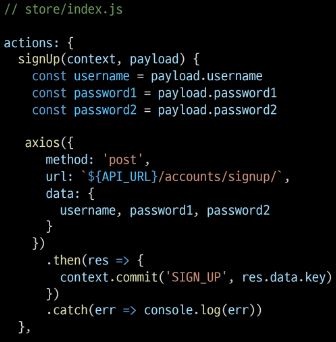 // store/index.js
actions: {
signUp(context, payload) {
const username = payload.username
const password1 = payload.password1
const password2 = payload.password2
axios({
method: 'post',
url: `${API_URL}/accounts/signup/`,
data: {
username, password1, password2
}
})
.then(res => {
context.commit('SIGN_UP', res.data.key)
})
.catch(err => console.log(err))
},